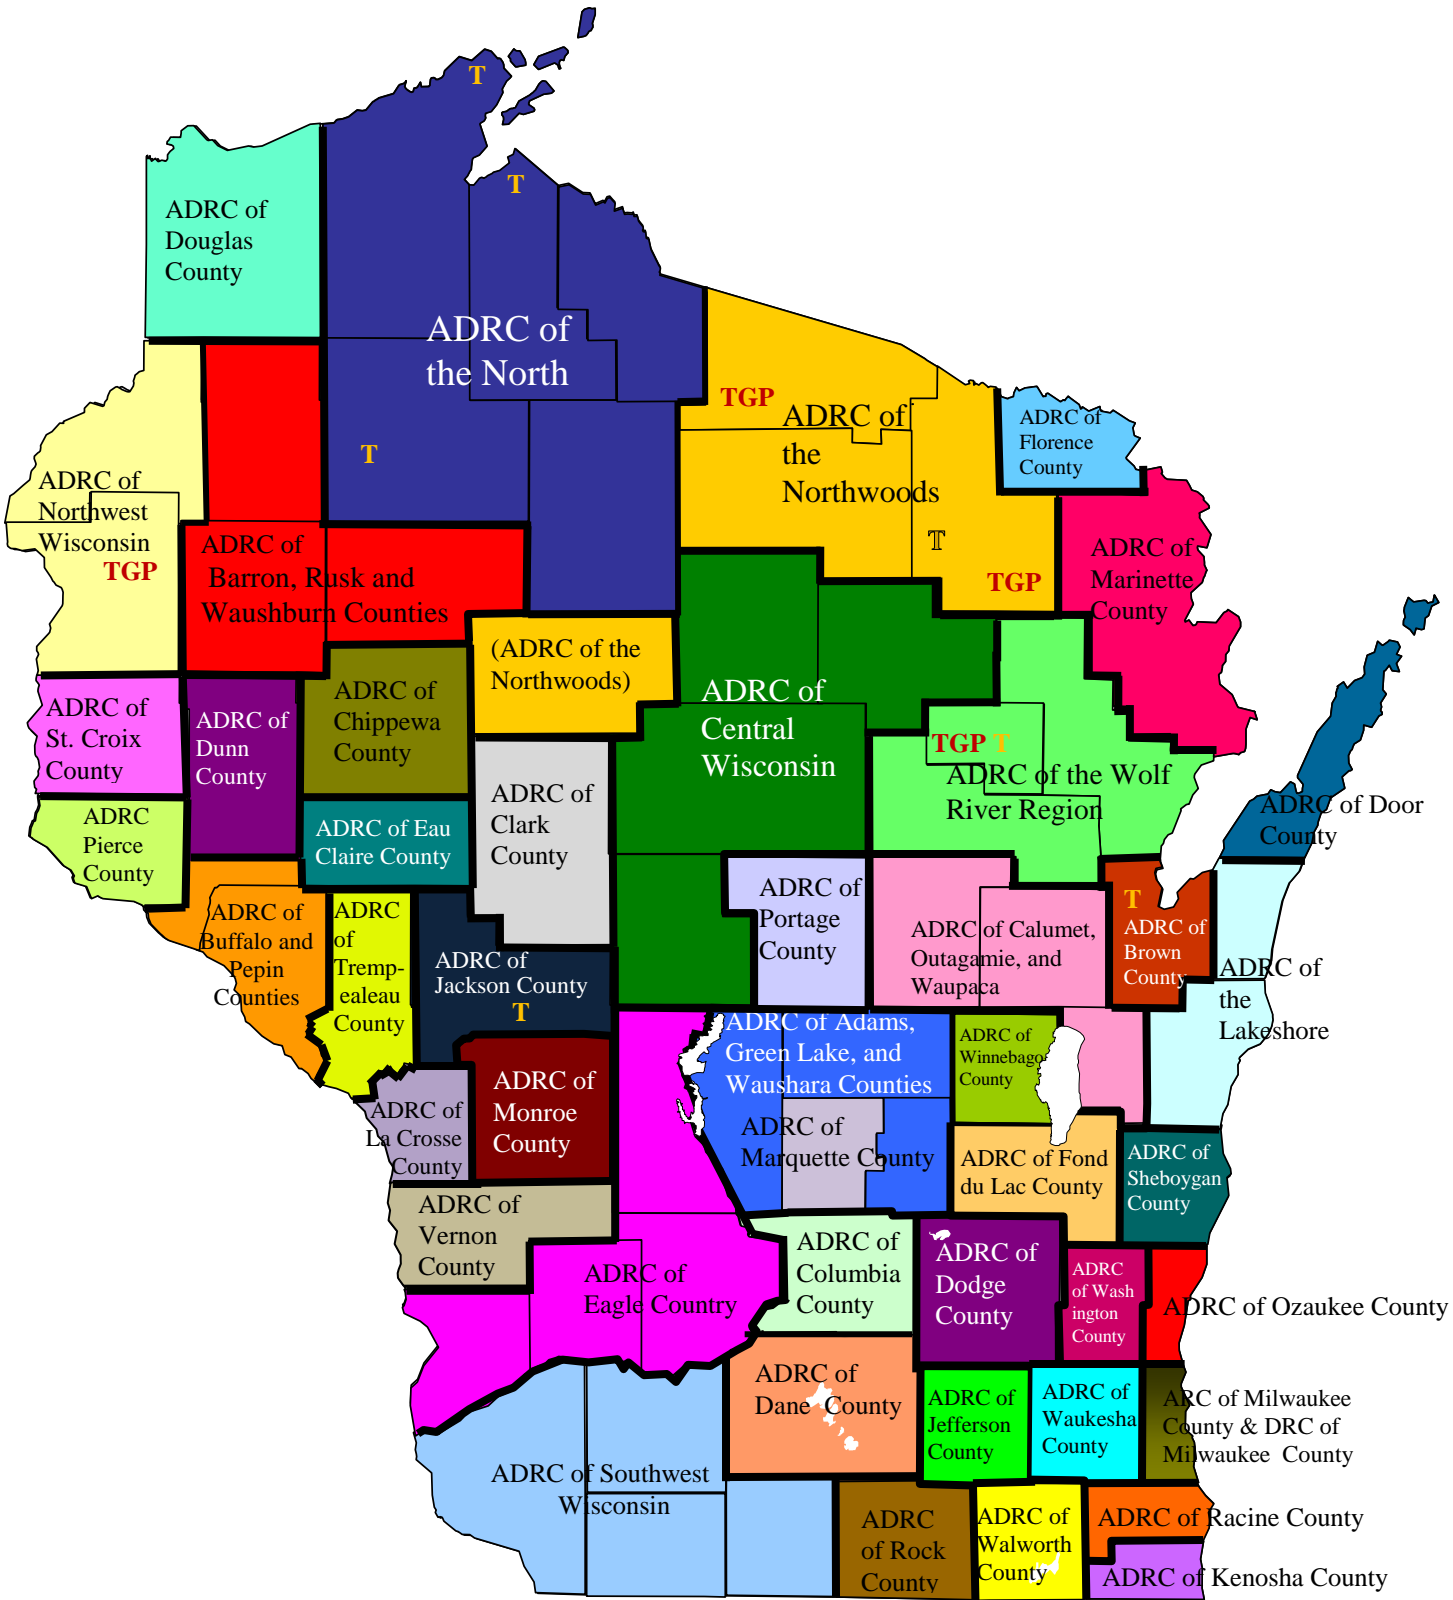 T
T
ADRC of
Douglas
County
ADRC of
the North
T
TGP
ADRC of
the
Northwoods
ADRC of
Florence
County
ADRC of
Northwest
Wisconsin
TGP
ADRC of
Barron, Rusk and
Waushburn Counties
T
TGP
ADRC of
Marinette
County
(ADRC of the
Northwoods)
ADRC of
Central
Wisconsin
ADRC of
St. Croix
County
ADRC of
Dunn
County
ADRC of
Chippewa
County
TGP T
ADRC of the Wolf
River Region
ADRC of Door
County
ADRC
Pierce
County
ADRC of Eau
Claire County
ADRC of
Clark
County
ADRC of
Portage
County
ADRC of Calumet,
Outagamie, and
Waupaca
T
ADRC of
Brown
County
ADRC of
the
Lakeshore
ADRC of
Buffalo and
Pepin
Counties
ADRC
of
Tremp-
ealeau
County
ADRC of
Jackson County
T
ADRC of Adams,
Green Lake, and
Waushara Counties
ADRC of
Winnebago
County
ADRC of
Monroe
County
ADRC of
La Crosse
County
ADRC of
Marquette County
ADRC of Fond
du Lac County
ADRC of
Sheboygan
County
ADRC of
Vernon
County
ADRC of
Eagle Country
ADRC of
Columbia
County
ADRC of
Dodge
County
ADRC
of Wash
ington
County
ADRC of Ozaukee County
ADRC of
Dane County
ADRC of
Jefferson
County
ADRC of
Waukesha
County
ARC of Milwaukee
County & DRC of
Milwaukee County
ADRC of Southwest
Wisconsin
ADRC
of Rock
County
ADRC of
Walworth
County
ADRC of Racine County
ADRC of Kenosha County